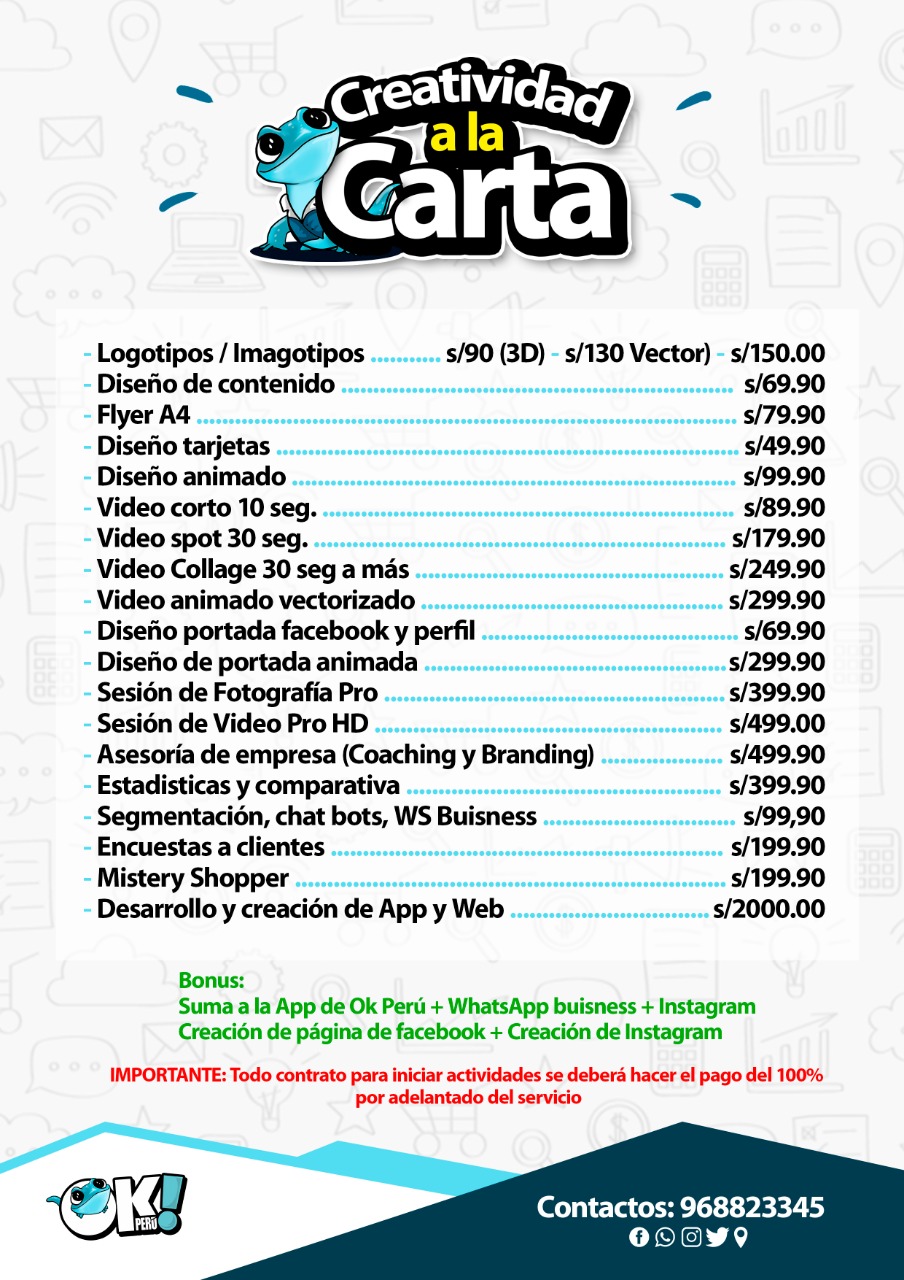 Creatividad
a la
Carta
- Logotipos / Imagotipos .......... s/90 (3D) - s/130 Vector) - s/150.00
- Diseño de contenido .......... s/69.90
- Flyer A4 .......... s/79.90
- Diseño tarjetas .......... s/49.90
- Diseño animado .......... s/99.90
- Video corto 10 seg. .......... s/89.90
- Video spot 30 seg. .......... s/179.90
- Video Collage 30 seg a más .......... s/249.90
- Video animado vectorizado .......... s/299.90
- Diseño portada facebook y perfil .......... s/69.90
- Diseño de portada animada .......... s/299.90
- Sesión de Fotografía Pro .......... s/399.90
- Sesión de Video Pro HD .......... s/499.00
- Asesoría de empresa (Coaching y Branding) .......... s/499.90
- Estadisticas y comparativa .......... s/399.90
- Segmentación, chat bots, WS Buisness .......... s/99,90
- Encuestas a clientes .......... s/199.90
- Mistery Shopper .......... s/199.90
- Desarrollo y creación de App y Web .......... s/2000.00
Bonus:
Suma a la App de Ok Perú + WhatsApp buisness + Instagram
Creación de página de facebook + Creación de Instagram
IMPORTANTE: Todo contrato para iniciar actividades se deberá hacer el pago del 100%
por adelantado del servicio
OK!
PERÚ
Contactos: 968823345